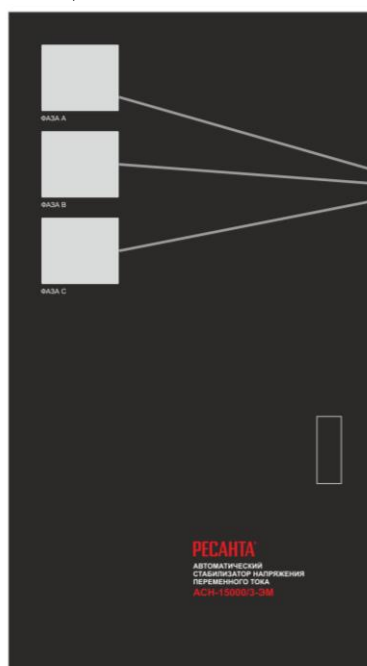 ФАЗА A
ФАЗА B
ФАЗА C
РЕСАНТА
АВТОМАТИЧЕСКИЙ
СТАБИЛИЗАТОР НАПРЯЖЕНИЯ
ПЕРЕМЕННОГО ТОКА
АСН-15000/3-ЭМ